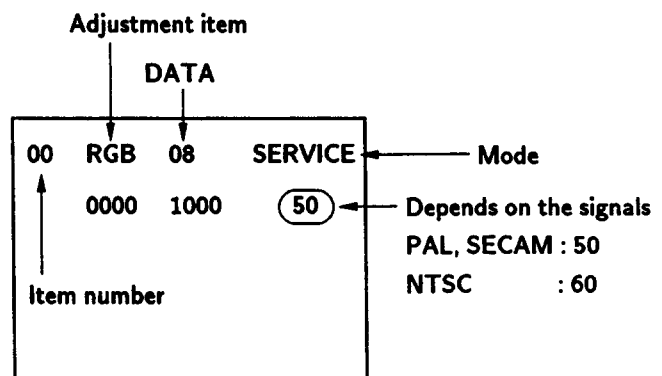 Adjustment item
DATA
00 RGB 08 SERVICE Mode
0000 1000 50 Depends on the signals
PAL, SECAM : 50
NTSC : 60
Item number